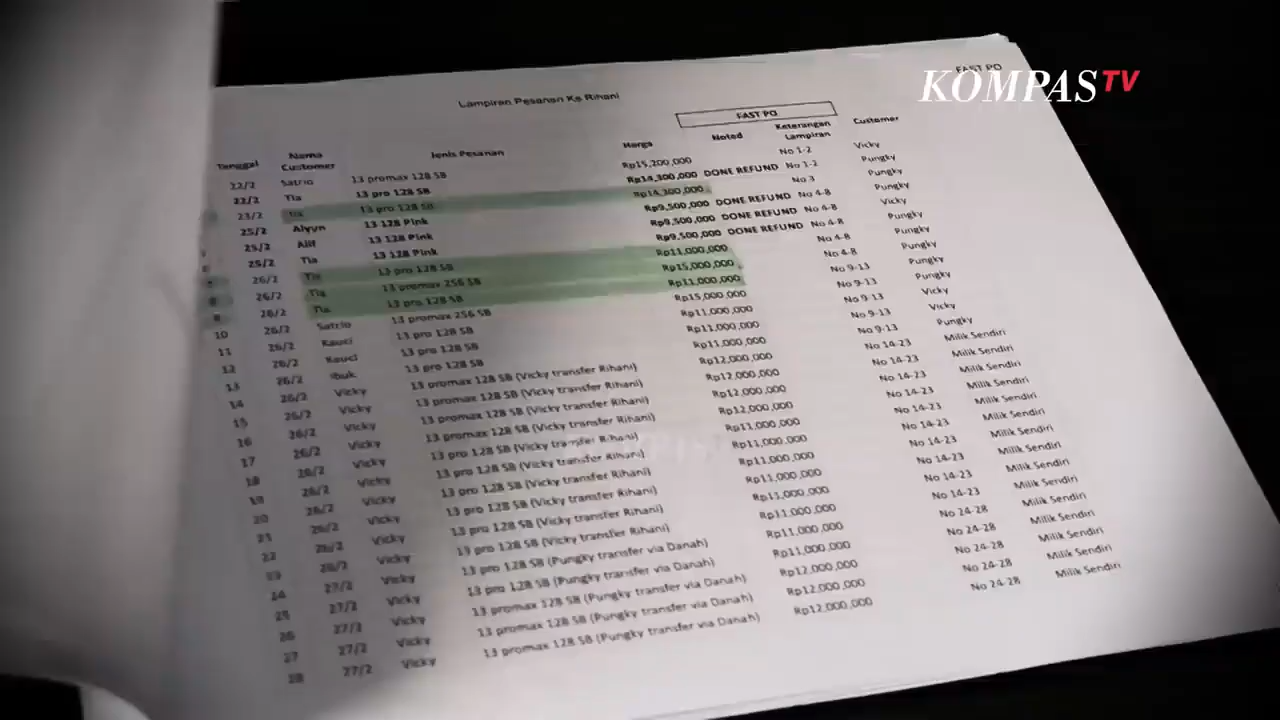 KOMPASTV
FAST PO
Lampiran Pesanan Ke Rihani
FAST PO
Tanggal Nama Customer Jenis Pesanan Harga Noted Keterangan Lampiran Customer
22/2 Satrio 13 promax 128 SB Rp15,200,000 No 1-2 Vicky
22/2 Tia 13 pro 128 SB Rp14,300,000 DONE REFUND No 1-2 Pungky
23/2 Tia 13 pro 128 SB Rp14,300,000 No 3 Pungky
25/2 Alyun 13 128 Pink Rp9,500,000 DONE REFUND No 4-8 Pungky
25/2 Alif 13 128 Pink Rp9,500,000 DONE REFUND No 4-8 Vicky
25/2 Tia 13 128 Pink Rp9,500,000 DONE REFUND No 4-8 Pungky
26/2 Tia 13 pro 128 SB Rp11,000,000 No 4-8 Pungky
26/2 Tia 13 promax 256 SB Rp15,000,000 No 4-8 Pungky
26/2 Tia 13 pro 128 SB Rp11,000,000 No 9-13 Pungky
10 26/2 Satrio 13 promax 256 SB Rp15,000,000 No 9-13 Vicky
11 26/2 Kauci 13 pro 128 SB Rp11,000,000 No 9-13 Vicky
12 26/2 Kauci 13 pro 128 SB Rp11,000,000 No 9-13 Vicky
13 26/2 Ibuk 13 pro 128 SB Rp11,000,000 No 9-13 Pungky
14 26/2 Vicky 13 promax 128 SB (Vicky transfer Rihani) Rp12,000,000 No 14-23 Milik Sendiri
15 26/2 Vicky 13 promax 128 SB (Vicky transfer Rihani) Rp12,000,000 No 14-23 Milik Sendiri
16 26/2 Vicky 13 promax 128 SB (Vicky transfer Rihani) Rp12,000,000 No 14-23 Milik Sendiri
17 26/2 Vicky 13 pro 128 SB (Vicky transfer Rihani) Rp11,000,000 No 14-23 Milik Sendiri
18 26/2 Vicky 13 pro 128 SB (Vicky transfer Rihani) Rp11,000,000 No 14-23 Milik Sendiri
19 26/2 Vicky 13 pro 128 SB (Vicky transfer Rihani) Rp11,000,000 No 14-23 Milik Sendiri
20 26/2 Vicky 13 pro 128 SB (Vicky transfer Rihani) Rp11,000,000 No 14-23 Milik Sendiri
21 26/2 Vicky 13 pro 128 SB (Vicky transfer Rihani) Rp11,000,000 No 14-23 Milik Sendiri
22 26/2 Vicky 13 pro 128 SB (Vicky transfer Rihani) Rp11,000,000 No 14-23 Milik Sendiri
24 27/2 Vicky 13 pro 128 SB (Pungky transfer via Danah) Rp11,000,000 No 24-28 Milik Sendiri
25 27/2 Vicky 13 pro 128 SB (Pungky transfer via Danah) Rp11,000,000 No 24-28 Milik Sendiri
26 27/2 Vicky 13 promax 128 SB (Pungky transfer via Danah) Rp12,000,000 No 24-28 Milik Sendiri
27 27/2 Vicky 13 promax 128 SB (Pungky transfer via Danah) Rp12,000,000 No 24-28 Milik Sendiri
28 27/2 Vicky 13 promax 128 SB (Pungky transfer via Danah) Rp12,000,000 No 24-28 Milik Sendiri